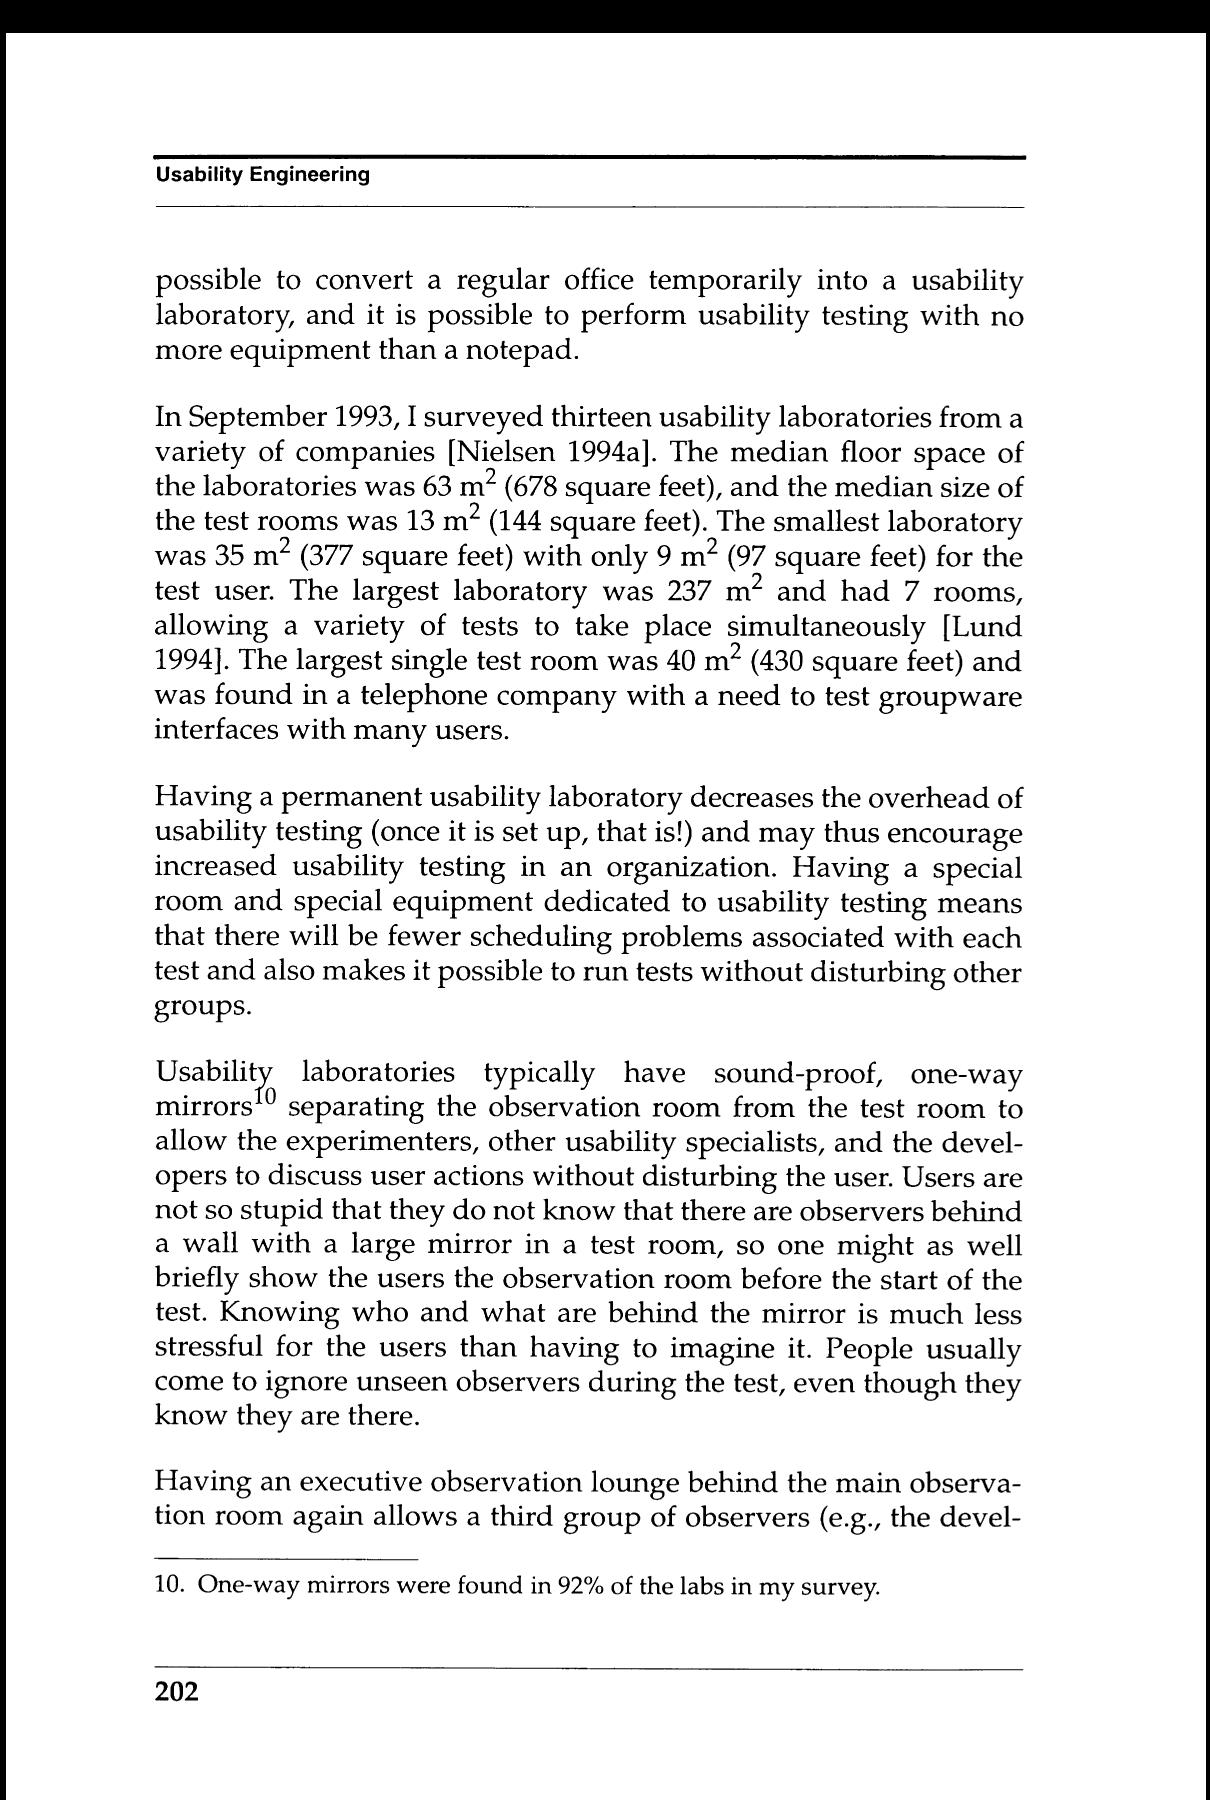 Usability Engineering
possible to convert a regular office temporarily into a usability
laboratory, and it is possible to perform usability testing with no
more equipment than a notepad.
In September 1993, I surveyed thirteen usability laboratories from a
variety of companies [Nielsen 1994a]. The median floor space of
the laboratories was 63 m² (678 square feet), and the median size of
the test rooms was 13 m² (144 square feet). The smallest laboratory
was 35 m² (377 square feet) with only 9 m² (97 square feet) for the
test user. The largest laboratory was 237 m² and had 7 rooms,
allowing a variety of tests to take place simultaneously [Lund
1994]. The largest single test room was 40 m² (430 square feet) and
was found in a telephone company with a need to test groupware
interfaces with many users.
Having a permanent usability laboratory decreases the overhead of
usability testing (once it is set up, that is!) and may thus encourage
increased usability testing in an organization. Having a special
room and special equipment dedicated to usability testing means
that there will be fewer scheduling problems associated with each
test and also makes it possible to run tests without disturbing other
groups.
Usability laboratories typically have sound-proof, one-way
mirrors¹⁰ separating the observation room from the test room to
allow the experimenters, other usability specialists, and the devel-
opers to discuss user actions without disturbing the user. Users are
not so stupid that they do not know that there are observers behind
a wall with a large mirror in a test room, so one might as well
briefly show the users the observation room before the start of the
test. Knowing who and what are behind the mirror is much less
stressful for the users than having to imagine it. People usually
come to ignore unseen observers during the test, even though they
know they are there.
Having an executive observation lounge behind the main observa-
tion room again allows a third group of observers (e.g., the devel-
10. One-way mirrors were found in 92% of the labs in my survey.
202